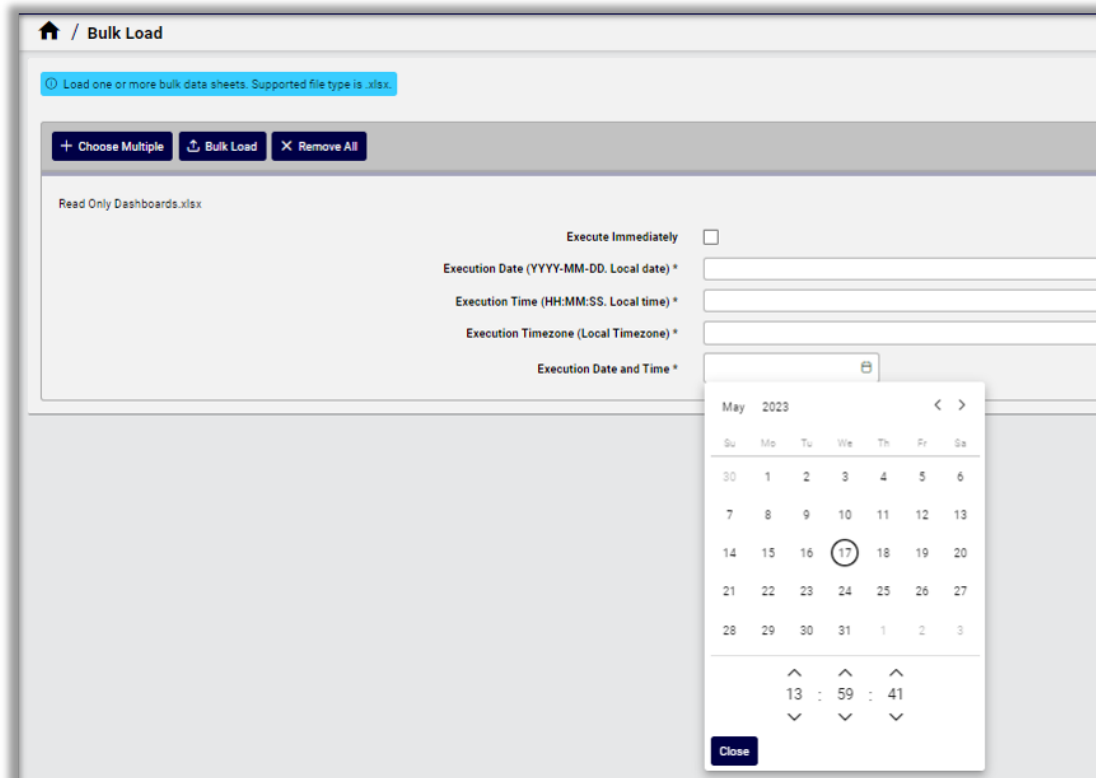 / Bulk Load
Load one or more bulk data sheets. Supported file type is .xlsx.
+ Choose Multiple Bulk Load X Remove All
Read Only Dashboards.xlsx
Execute Immediately
Execution Date (YYYY-MM-DD. Local date) *
Execution Time (HH:MM:SS. Local time) *
Execution Timezone (Local Timezone) *
Execution Date and Time *
May 2023 < >
Su Mo Tu We Th Fr Sa
30 1 2 3 4 5 6
7 8 9 10 11 12 13
14 15 16 17 18 19 20
21 22 23 24 25 26 27
28 29 30 31 1 2 3
13 : 59 : 41
Close